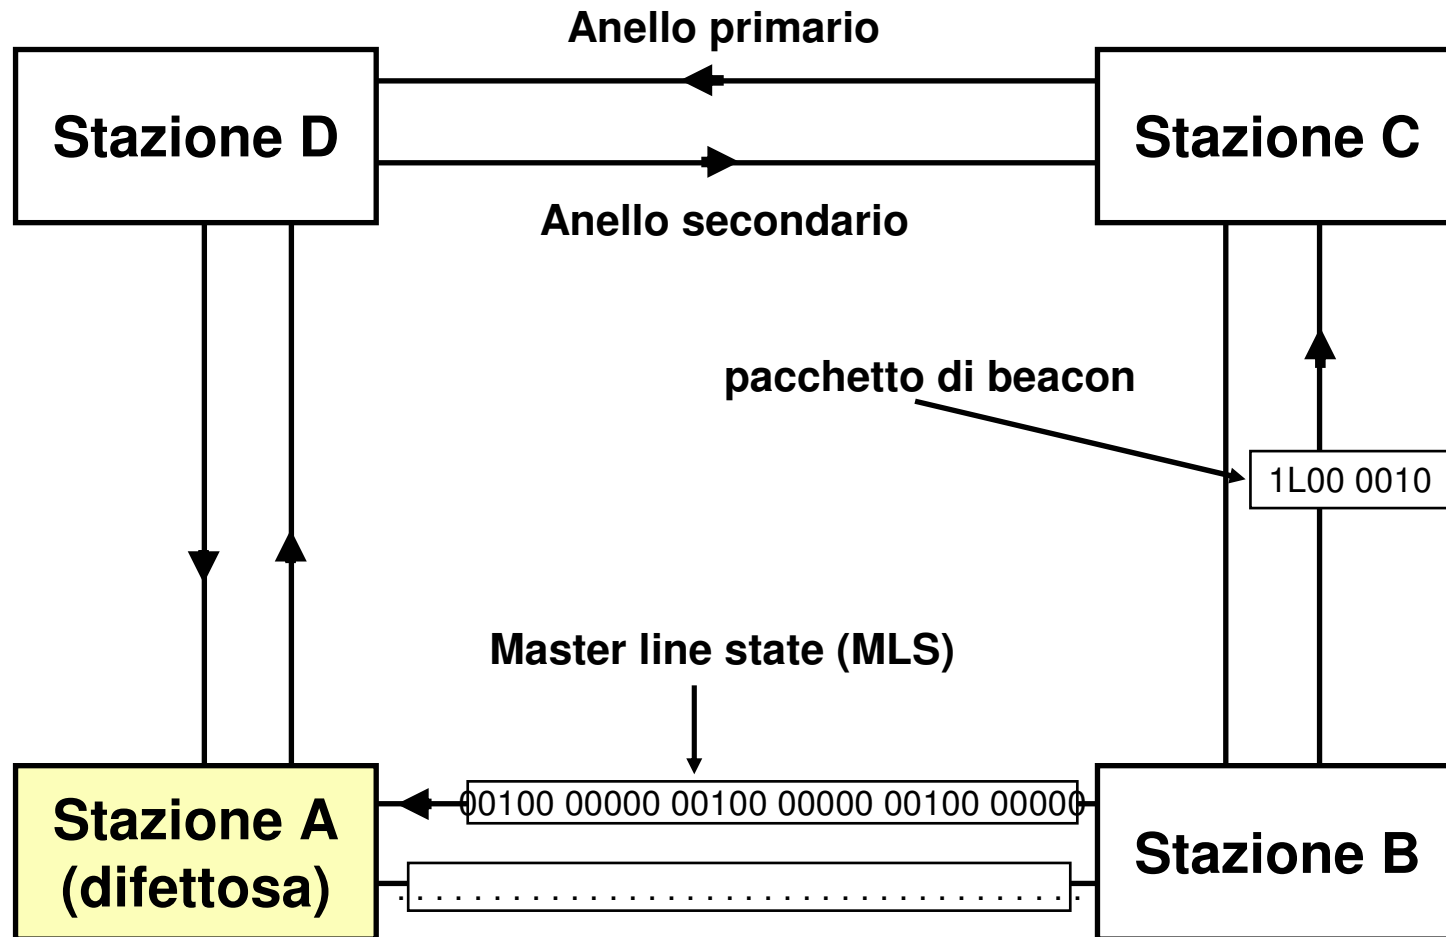 Anello primario
Stazione D
Stazione C
Anello secondario
pacchetto di beacon
1L00 0010
Master line state (MLS)
00100 00000 00100 00000 00100 00000
Stazione A
(difettosa)
Stazione B
. . . . . . . . . . . . . . . . . . . . . . . . . . . . . . . . . . . . .